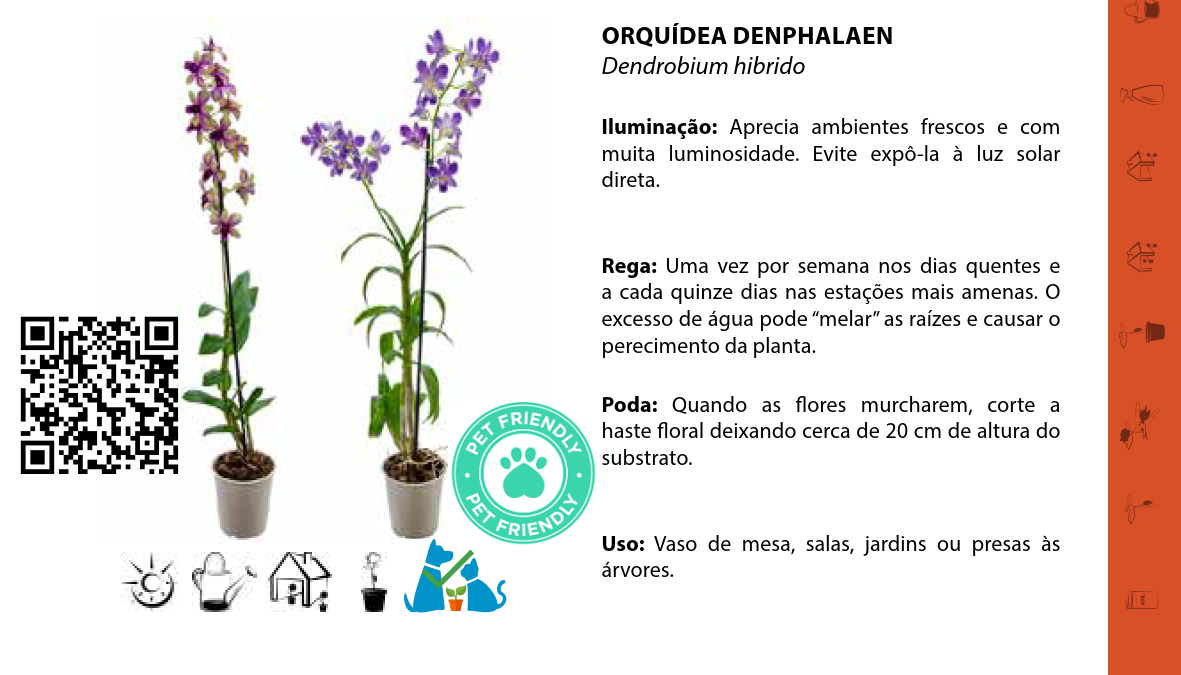 ORQUÍDEA DENPHALAEN
Dendrobium hibrido
Iluminação: Aprecia ambientes frescos e com
muita luminosidade. Evite expô-la à luz solar
direta.
Rega: Uma vez por semana nos dias quentes e
a cada quinze dias nas estações mais amenas. O
excesso de água pode “melar” as raízes e causar o
perecimento da planta.
Poda: Quando as flores murcharem, corte a
haste floral deixando cerca de 20 cm de altura do
substrato.
Uso: Vaso de mesa, salas, jardins ou presas às
árvores.
PET FRIENDLY
PET FRIENDLY